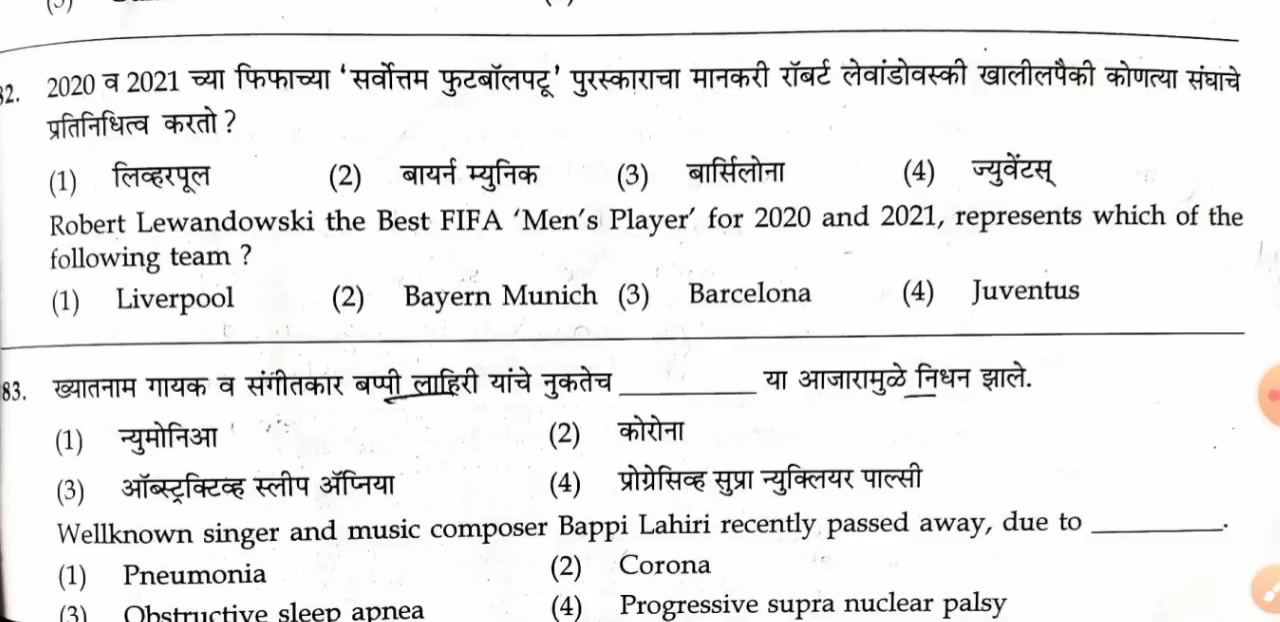 32. 2020 व 2021 च्या फिफाच्या ‘सर्वोत्तम फुटबॉलपटू’ पुरस्काराचा मानकरी रॉबर्ट लेवांडोवस्की खालीलपैकी कोणत्या संघाचे
प्रतिनिधित्व करतो ?
(1) लिव्हरपूल (2) बायर्न म्युनिक (3) बार्सिलोना (4) ज्युवेंटस्
Robert Lewandowski the Best FIFA ‘Men’s Player’ for 2020 and 2021, represents which of the
following team ?
(1) Liverpool (2) Bayern Munich (3) Barcelona (4) Juventus
83. ख्यातनाम गायक व संगीतकार बप्पी लाहिरी यांचे नुकतेच __________ या आजारामुळे निधन झाले.
(1) न्युमोनिआ (2) कोरोना
(3) ऑब्स्ट्रक्टिव्ह स्लीप ॲप्निया (4) प्रोग्रेसिव्ह सुप्रा न्युक्लियर पाल्सी
Wellknown singer and music composer Bappi Lahiri recently passed away, due to __________.
(1) Pneumonia (2) Corona
(3) Obstructive sleep apnea (4) Progressive supra nuclear palsy